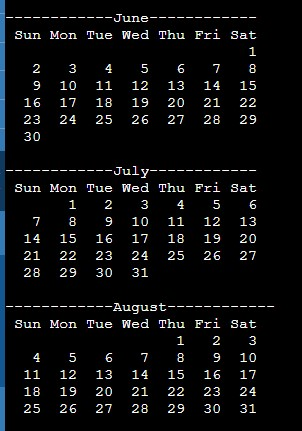 ------------June------------
Sun Mon Tue Wed Thu Fri Sat
                          1
  2   3   4   5   6   7   8
  9  10  11  12  13  14  15
 16  17  18  19  20  21  22
 23  24  25  26  27  28  29
 30
------------July------------
Sun Mon Tue Wed Thu Fri Sat
      1   2   3   4   5   6
  7   8   9  10  11  12  13
 14  15  16  17  18  19  20
 21  22  23  24  25  26  27
 28  29  30  31
------------August------------
Sun Mon Tue Wed Thu Fri Sat
                  1   2   3
  4   5   6   7   8   9  10
 11  12  13  14  15  16  17
 18  19  20  21  22  23  24
 25  26  27  28  29  30  31